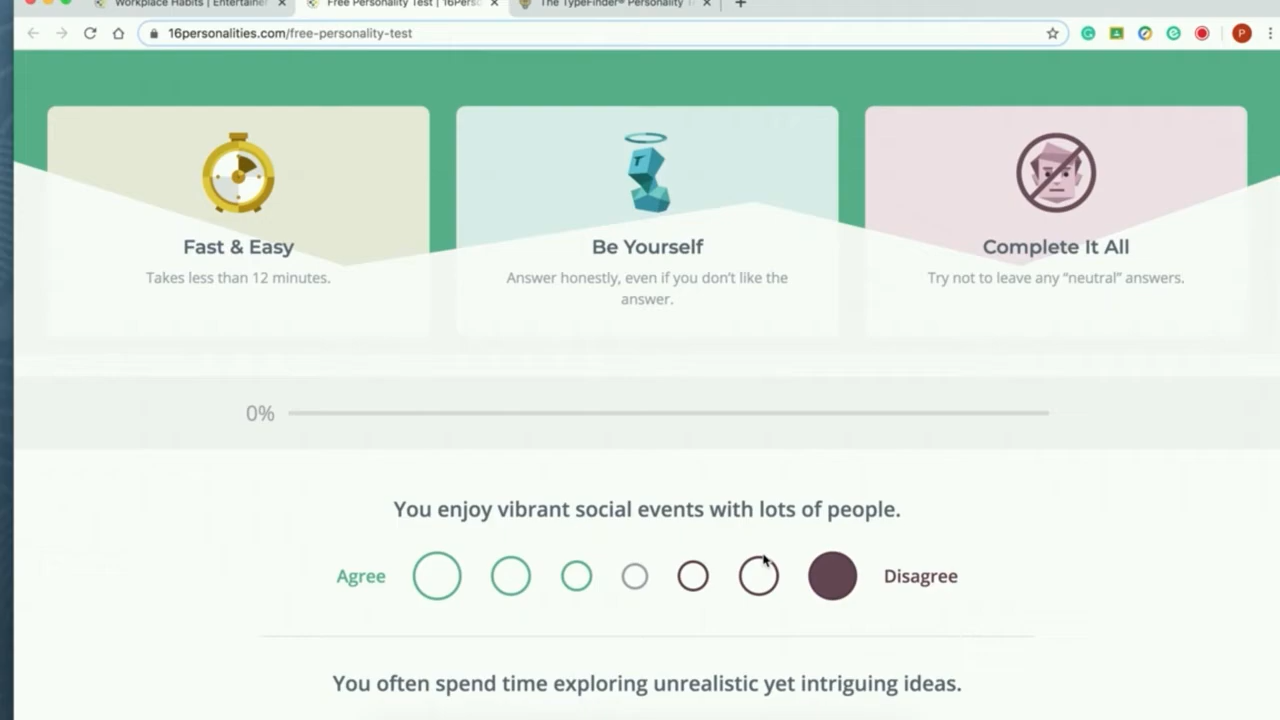 Workplace Habits | Entertainer
Free Personality Test | 16Perso
The TypeFinder® Personality T
16personalities.com/free-personality-test
P
T
Fast & Easy
Be Yourself
Complete It All
Takes less than 12 minutes.
Answer honestly, even if you don't like the
answer.
Try not to leave any “neutral” answers.
0%
You enjoy vibrant social events with lots of people.
Agree
Disagree
You often spend time exploring unrealistic yet intriguing ideas.